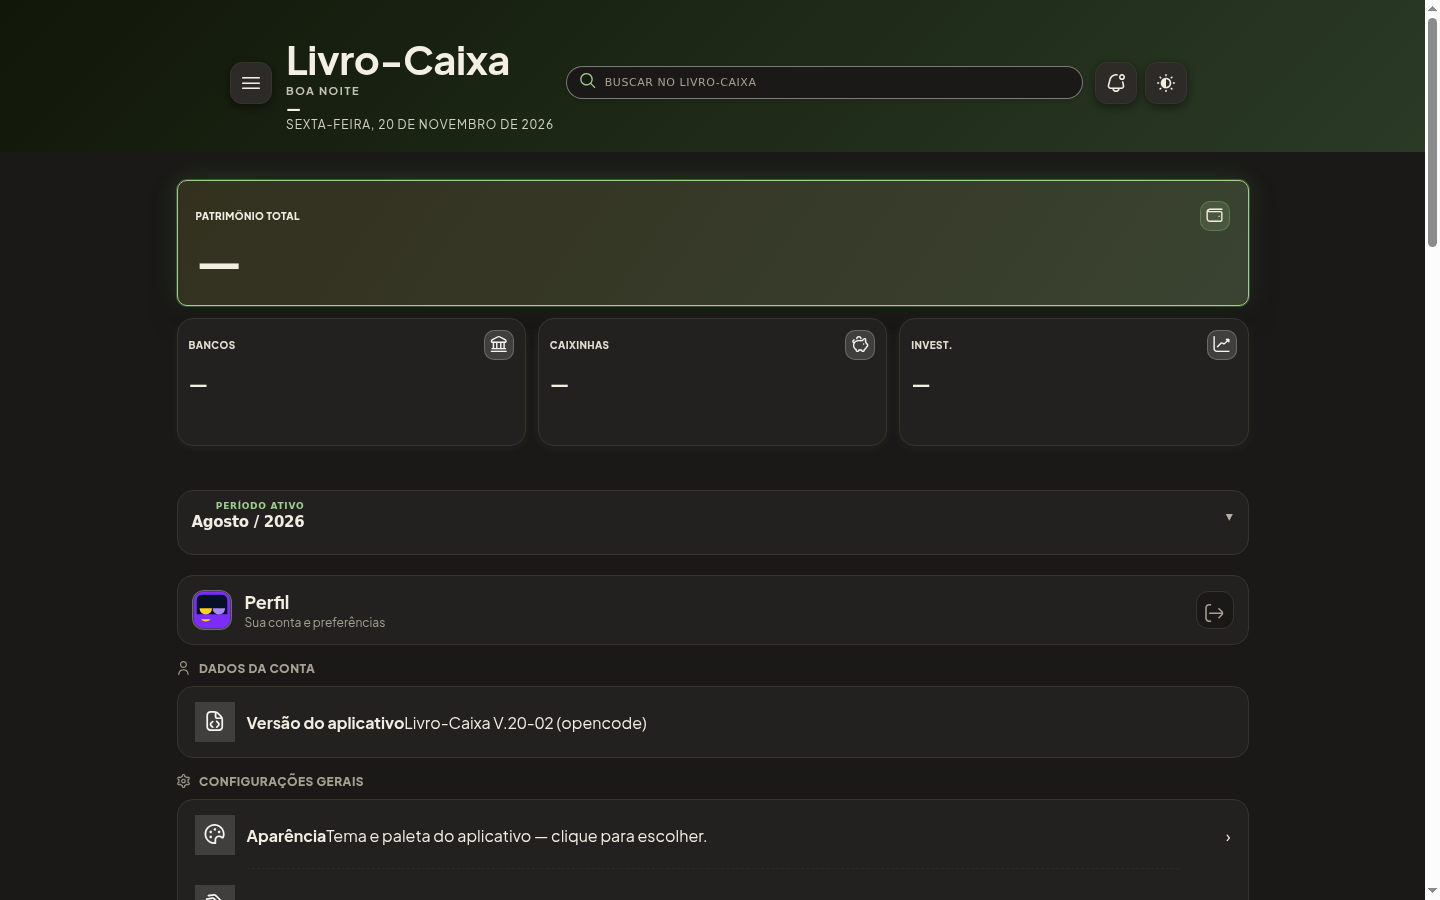 Livro-Caixa
BOA NOITE
—
SEXTA-FEIRA, 20 DE NOVEMBRO DE 2026
BUSCAR NO LIVRO-CAIXA
PATRIMÔNIO TOTAL
—
BANCOS
—
CAIXINHAS
—
INVEST.
—
PERÍODO ATIVO
Agosto / 2026
▼
Perfil
Sua conta e preferências
DADOS DA CONTA
Versão do aplicativoLivro-Caixa V.20-02 (opencode)
CONFIGURAÇÕES GERAIS
AparênciaTema e paleta do aplicativo — clique para escolher.
›